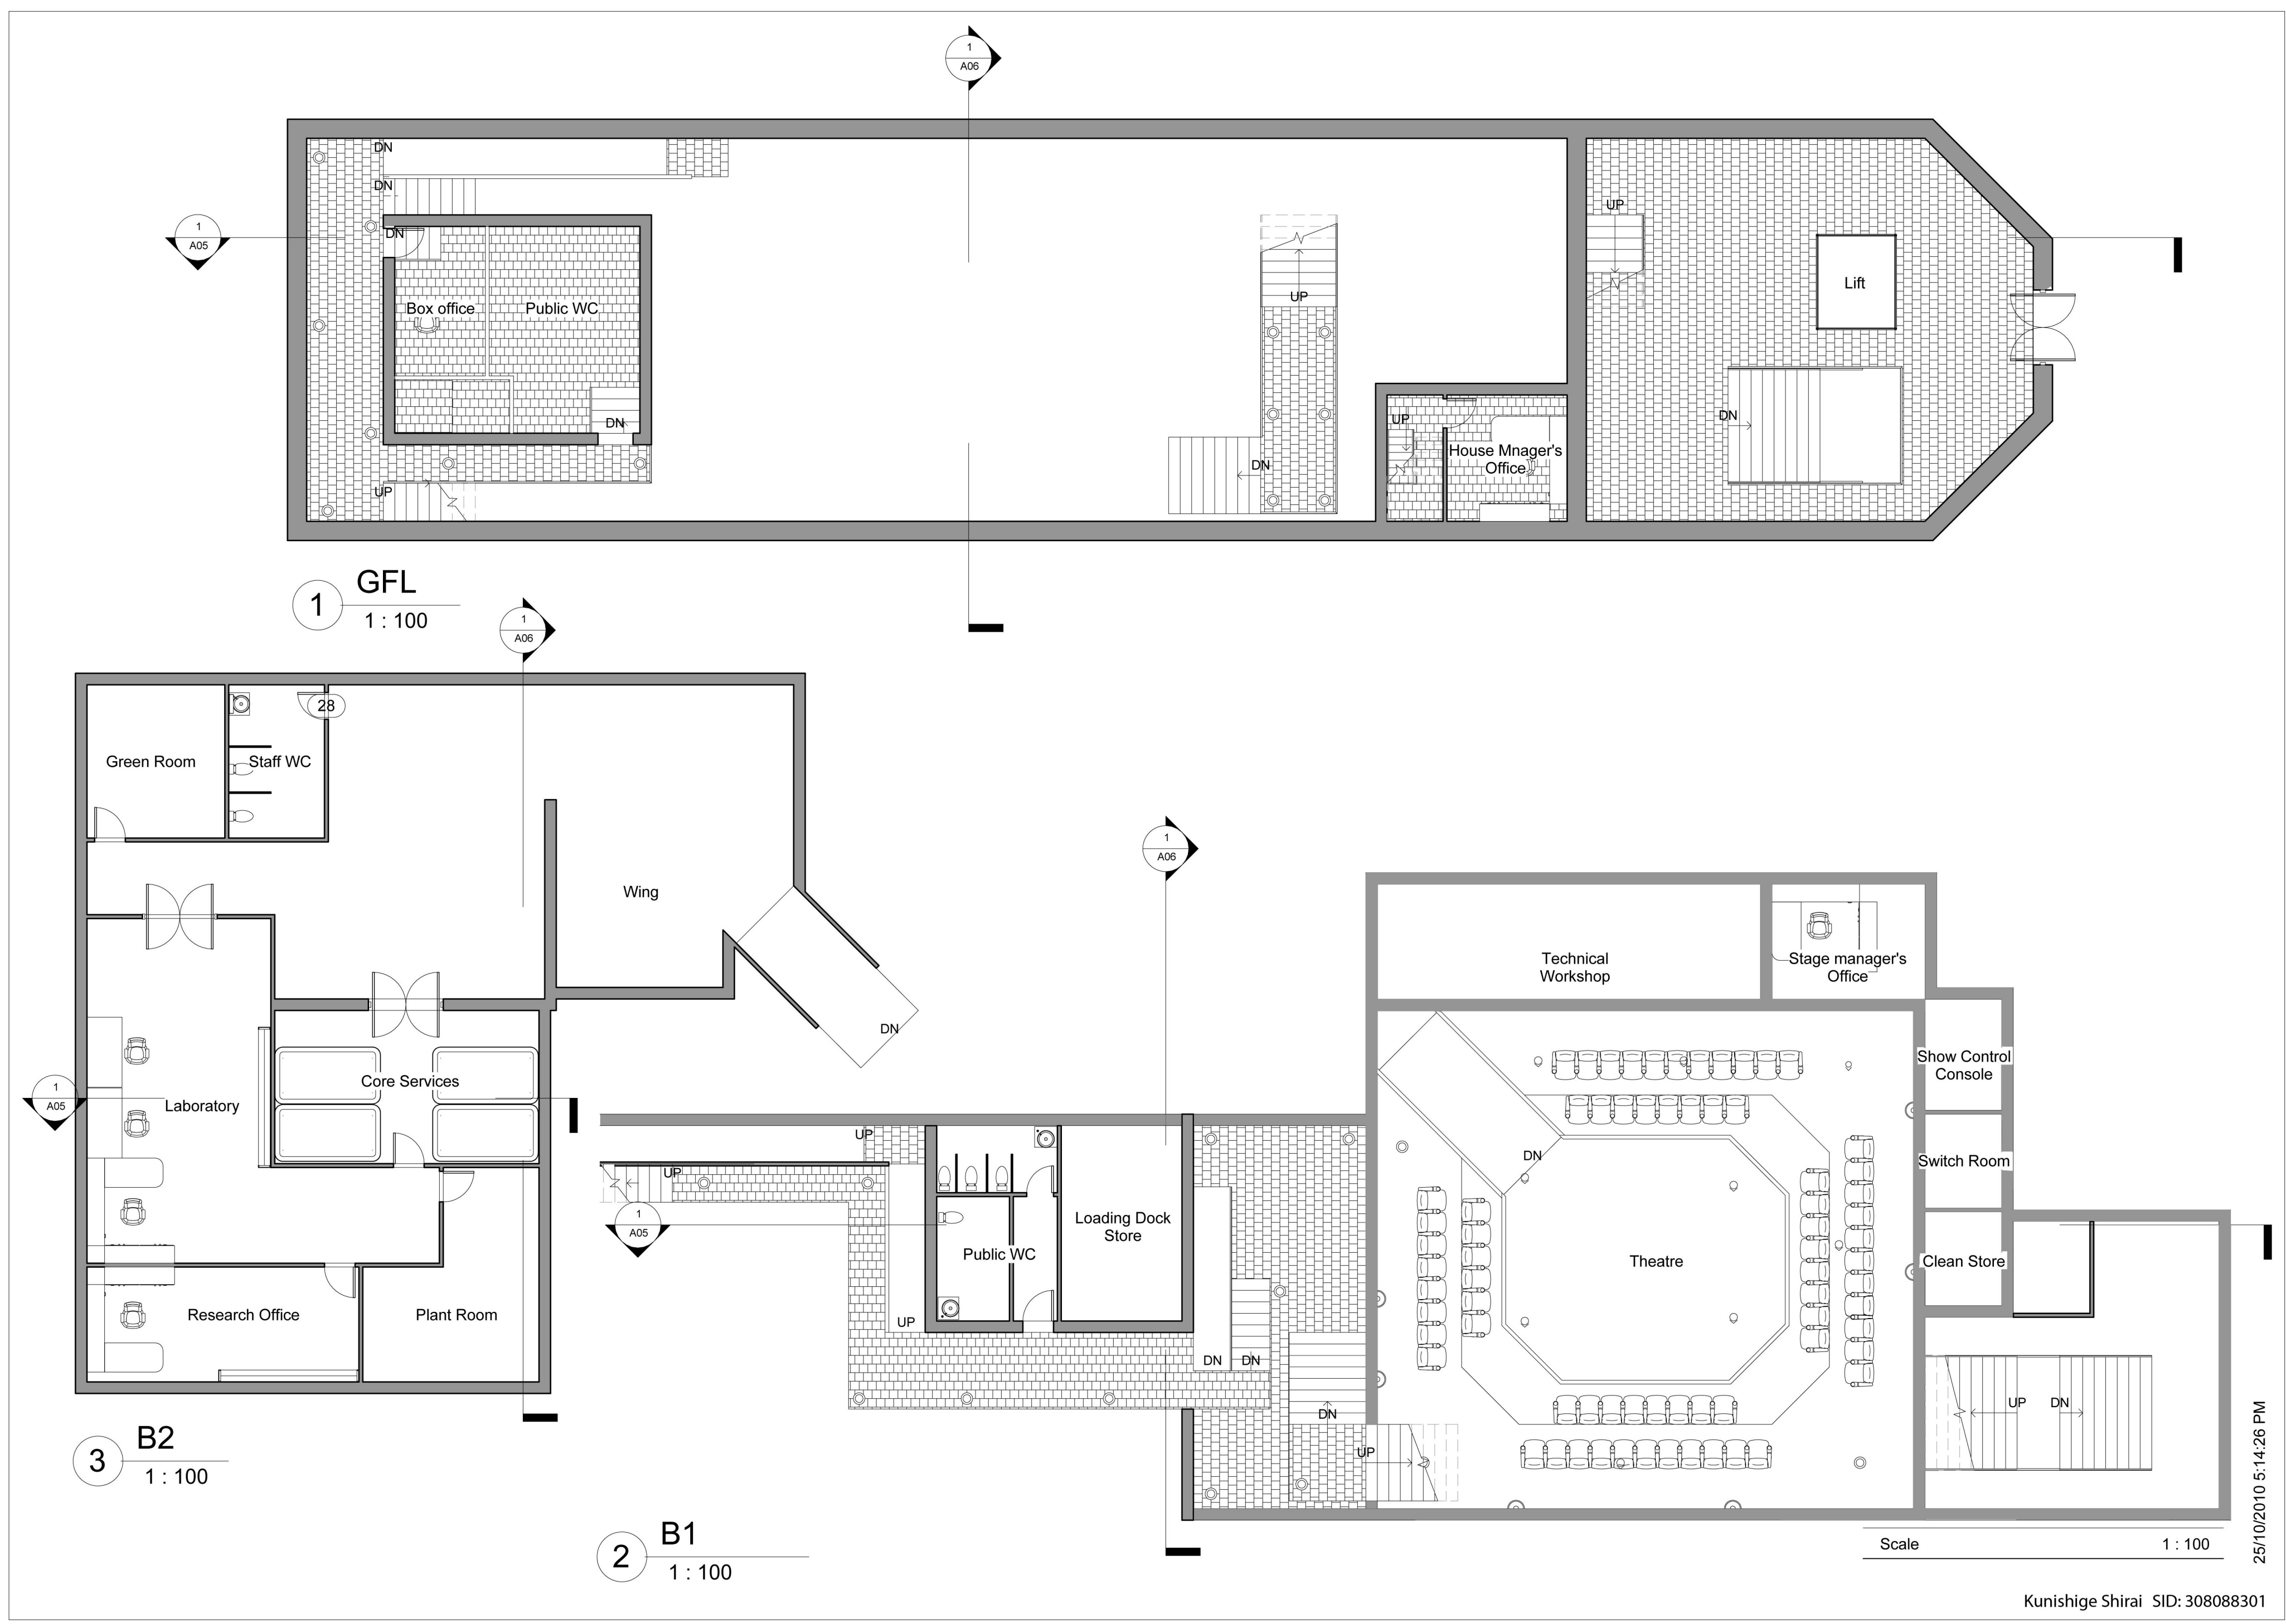 1
A06
DN
DN
1
A05
DN
UP
Lift
UP
Box office
Public WC
DN
UP
DN
UP
House Mnager's
Office
DN
1
GFL
1 : 100
1
A06
28
Green Room
Staff WC
Wing
DN
1
A05
Laboratory
Core Services
Research Office
Plant Room
3
B2
1 : 100
1
A06
Technical
Workshop
Stage manager's
Office
Show Control
Console
UP
UP
DN
Switch Room
1
A05
Loading Dock
Store
Public WC
Theatre
Clean Store
UP
DN
DN
DN
UP
UP
DN
2
B1
1 : 100
Scale
1 : 100
25/10/2010 5:14:26 PM
Kunishige Shirai SID: 308088301